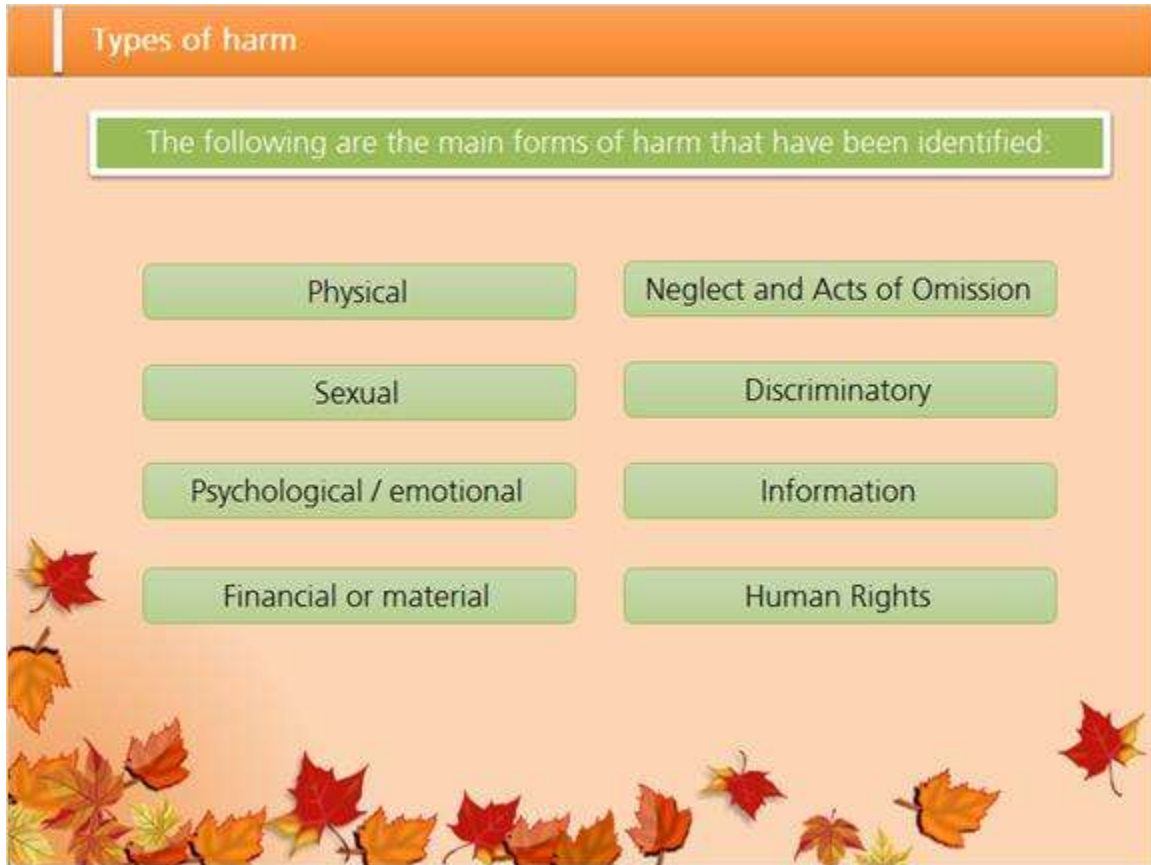 Types of harm
The following are the main forms of harm that have been identified:
Physical
Neglect and Acts of Omission
Sexual
Discriminatory
Psychological / emotional
Information
Financial or material
Human Rights